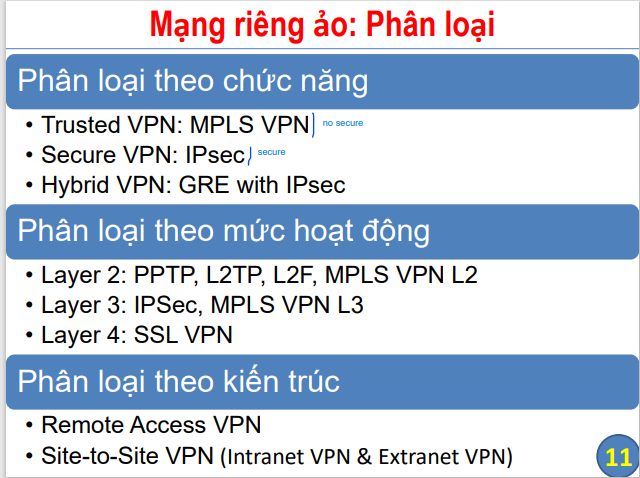 Mạng riêng ảo: Phân loại
Phân loại theo chức năng
• Trusted VPN: MPLS VPN no secure
• Secure VPN: IPsec secure
• Hybrid VPN: GRE with IPsec
Phân loại theo mức hoạt động
• Layer 2: PPTP, L2TP, L2F, MPLS VPN L2
• Layer 3: IPSec, MPLS VPN L3
• Layer 4: SSL VPN
Phân loại theo kiến trúc
• Remote Access VPN
• Site-to-Site VPN (Intranet VPN & Extranet VPN)
11